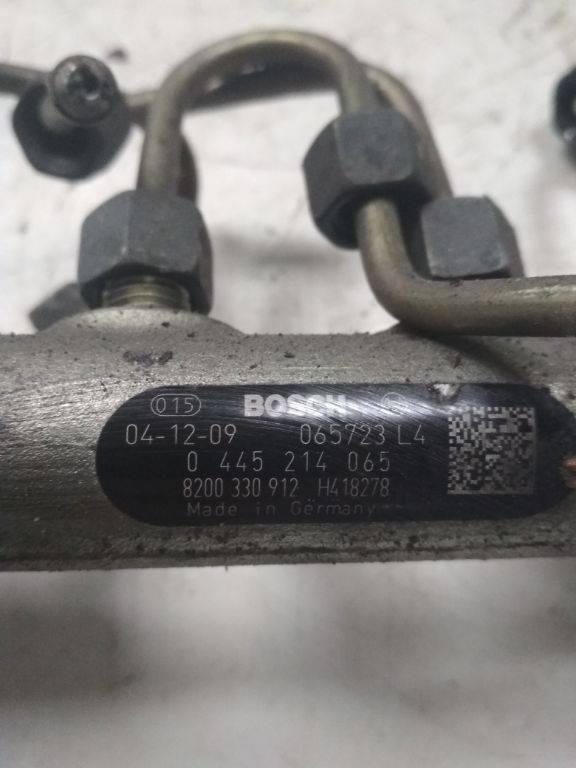 015 BOSCH
04-12-09 065723 L4
0 445 214 065
8200 330 912 H418278
Made in Germany